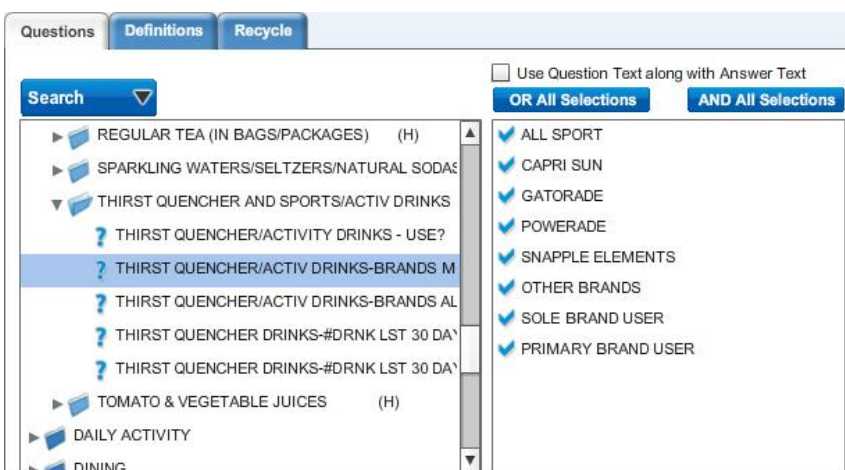 Questions
Definitions
Recycle
Use Question Text along with Answer Text
Search
OR All Selections
AND All Selections
REGULAR TEA (IN BAGS/PACKAGES) (H)
SPARKLING WATERS/SELTZERS/NATURAL SODAS
THIRST QUENCHER AND SPORTS/ACTIV DRINKS
THIRST QUENCHER/ACTIVITY DRINKS - USE?
THIRST QUENCHER/ACTIV DRINKS-BRANDS M
THIRST QUENCHER/ACTIV DRINKS-BRANDS AL
THIRST QUENCHER DRINKS-#DRNK LST 30 DAY
THIRST QUENCHER DRINKS-#DRNK LST 30 DAY
TOMATO & VEGETABLE JUICES (H)
DAILY ACTIVITY
DINING
ALL SPORT
CAPRI SUN
GATORADE
POWERADE
SNAPPLE ELEMENTS
OTHER BRANDS
SOLE BRAND USER
PRIMARY BRAND USER